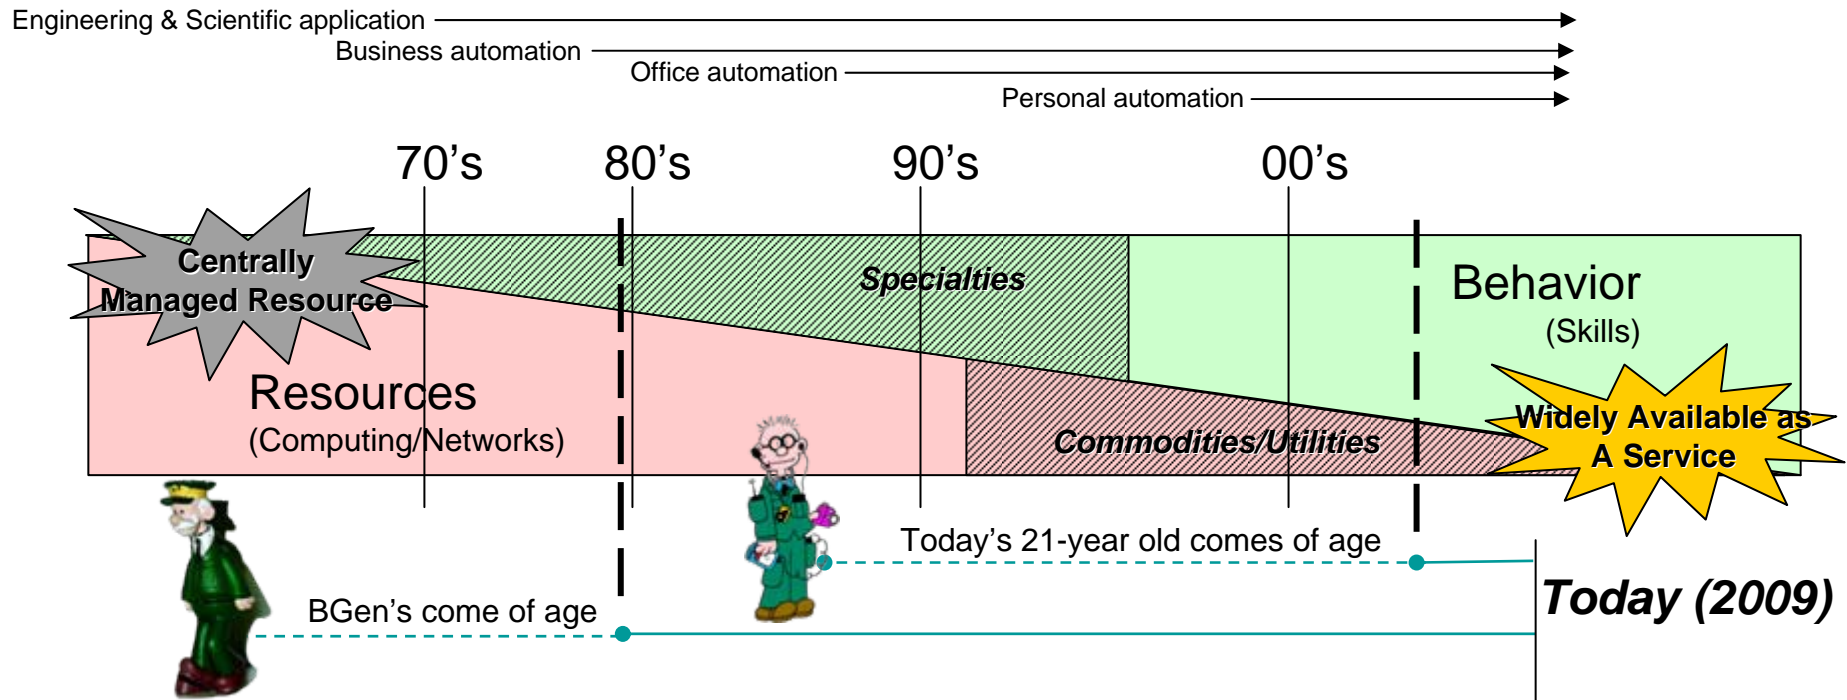 Engineering & Scientific application
Business automation
Office automation
Personal automation
70's
80's
90's
00's
Centrally
Managed Resource
Specialties
Behavior
(Skills)
Resources
(Computing/Networks)
Commodities/Utilities
Widely Available as
A Service
Today's 21-year old comes of age
Today (2009)
BGen's come of age